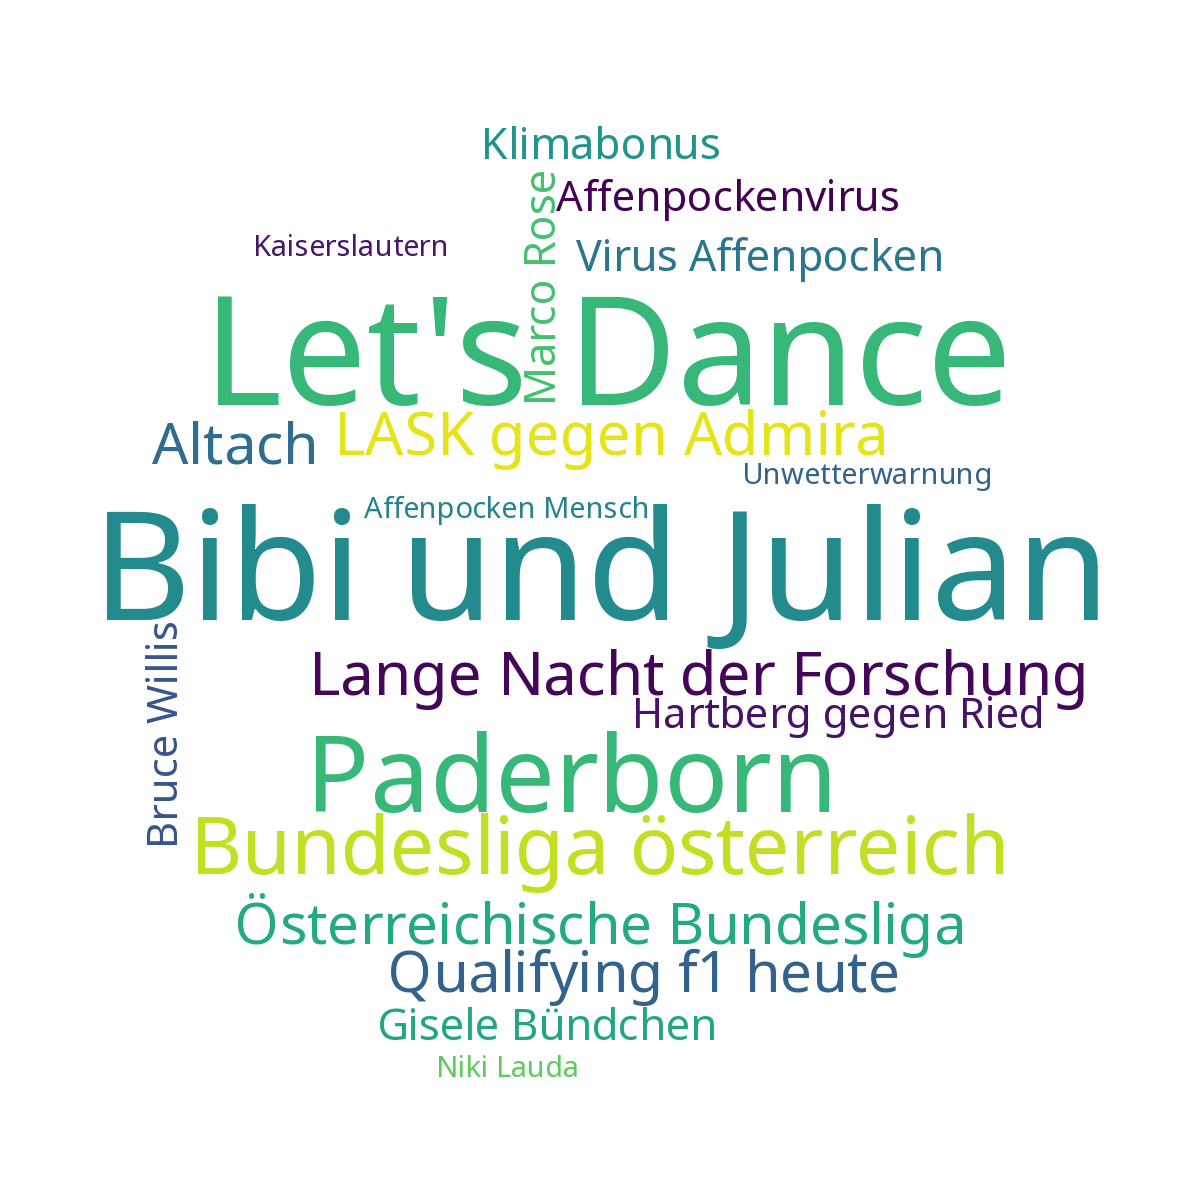 Klimabonus
Marco Rose
Affenpockenvirus
Kaiserslautern
Virus Affenpocken
Let's Dance
LASK gegen Admira
Altach
Unwetterwarnung
Affenpocken Mensch
Bibi und Julian
Bruce Willis
Lange Nacht der Forschung
Hartberg gegen Ried
Paderborn
Bundesliga österreich
Österreichische Bundesliga
Qualifying f1 heute
Gisele Bündchen
Niki Lauda